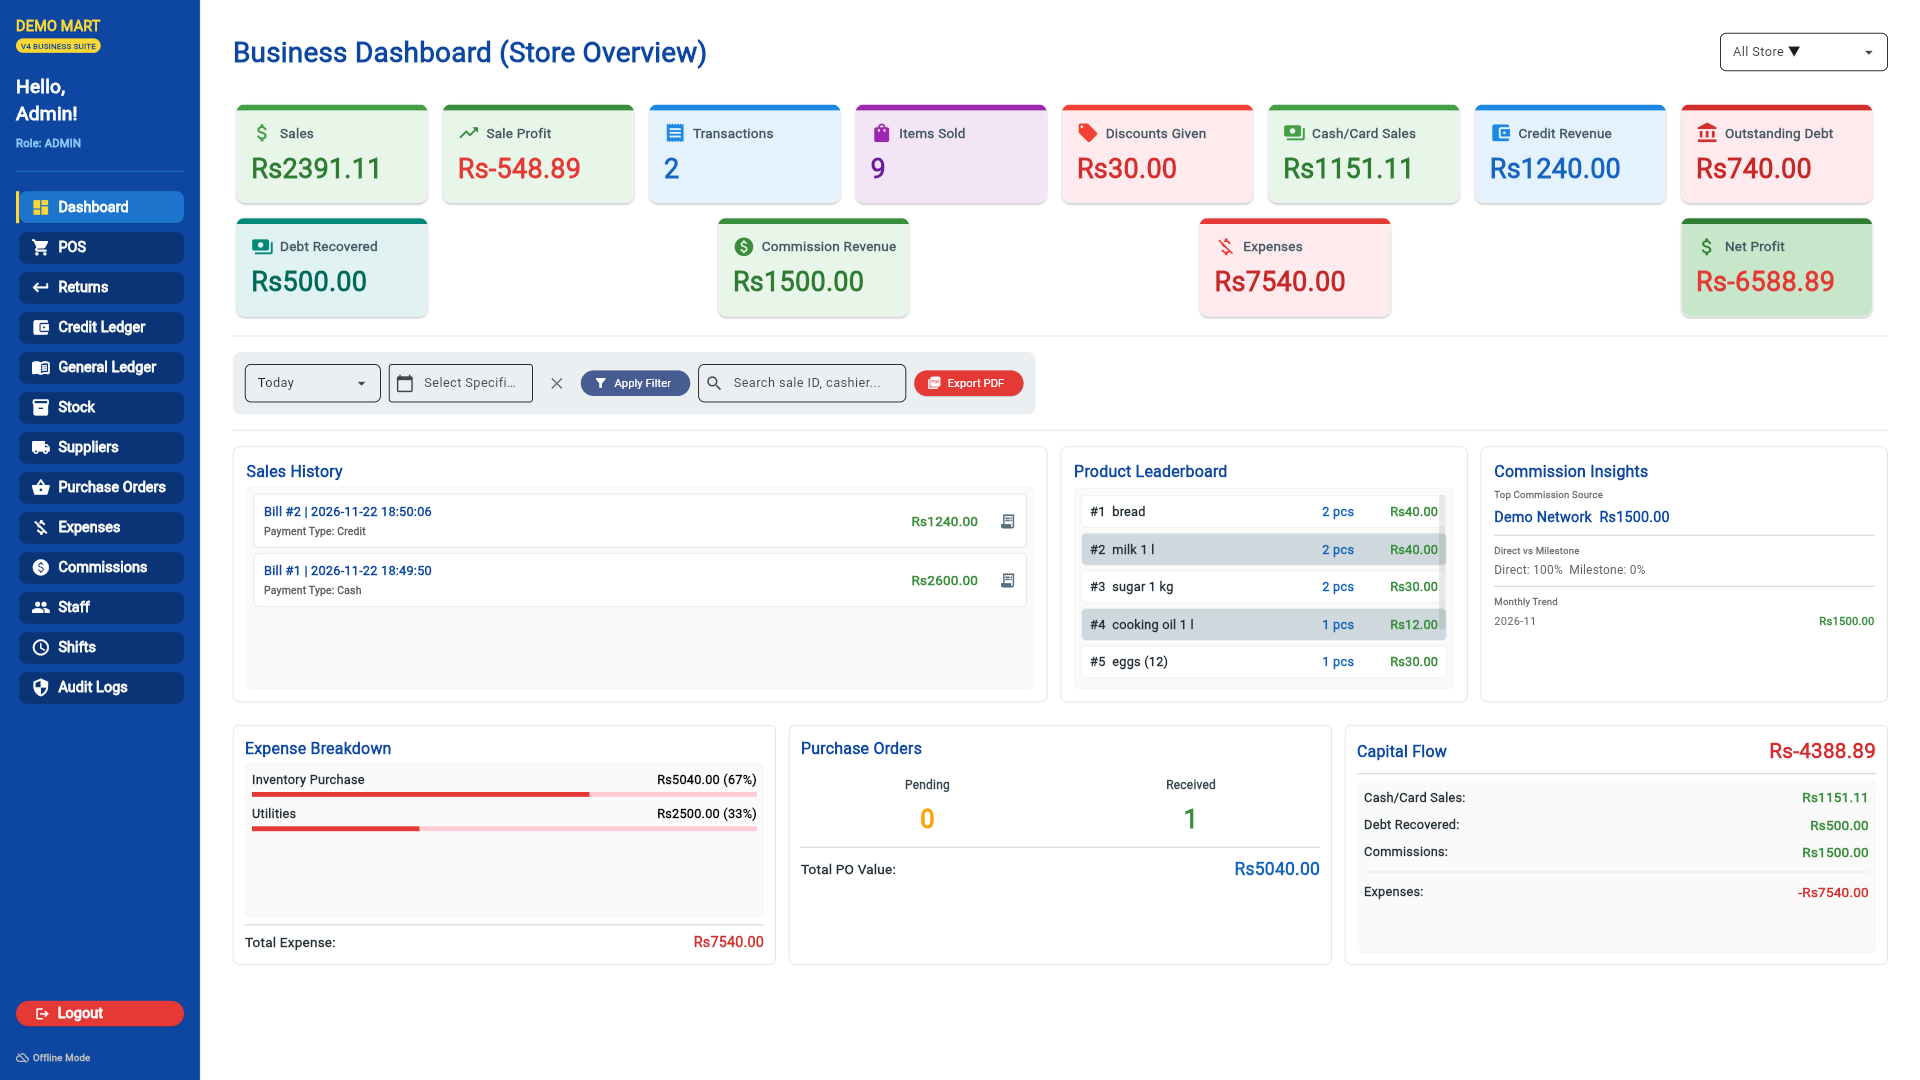 DEMO MART
V4 BUSINESS SUITE
Hello,
Admin!
Role: ADMIN
Dashboard
POS
Returns
Credit Ledger
General Ledger
Stock
Suppliers
Purchase Orders
Expenses
Commissions
Staff
Shifts
Audit Logs
Logout
Offline Mode
Business Dashboard (Store Overview)
All Store ▼
Sales
Rs2391.11
Sale Profit
Rs-548.89
Transactions
2
Items Sold
9
Discounts Given
Rs30.00
Cash/Card Sales
Rs1151.11
Credit Revenue
Rs1240.00
Outstanding Debt
Rs740.00
Debt Recovered
Rs500.00
Commission Revenue
Rs1500.00
Expenses
Rs7540.00
Net Profit
Rs-6588.89
Today
Select Specifi...
Apply Filter
Search sale ID, cashier...
Export PDF
Sales History
Bill #2 | 2026-11-22 18:50:06
Payment Type: Credit
Rs1240.00
Bill #1 | 2026-11-22 18:49:50
Payment Type: Cash
Rs2600.00
Product Leaderboard
#1 bread 2 pcs Rs40.00
#2 milk 1 l 2 pcs Rs40.00
#3 sugar 1 kg 2 pcs Rs30.00
#4 cooking oil 1 l 1 pcs Rs12.00
#5 eggs (12) 1 pcs Rs30.00
Commission Insights
Top Commission Source
Demo Network Rs1500.00
Direct vs Milestone
Direct: 100% Milestone: 0%
Monthly Trend
2026-11 Rs1500.00
Expense Breakdown
Inventory Purchase Rs5040.00 (67%)
Utilities Rs2500.00 (33%)
Total Expense: Rs7540.00
Purchase Orders
Pending Received
0 1
Total PO Value: Rs5040.00
Capital Flow Rs-4388.89
Cash/Card Sales: Rs1151.11
Debt Recovered: Rs500.00
Commissions: Rs1500.00
Expenses: -Rs7540.00